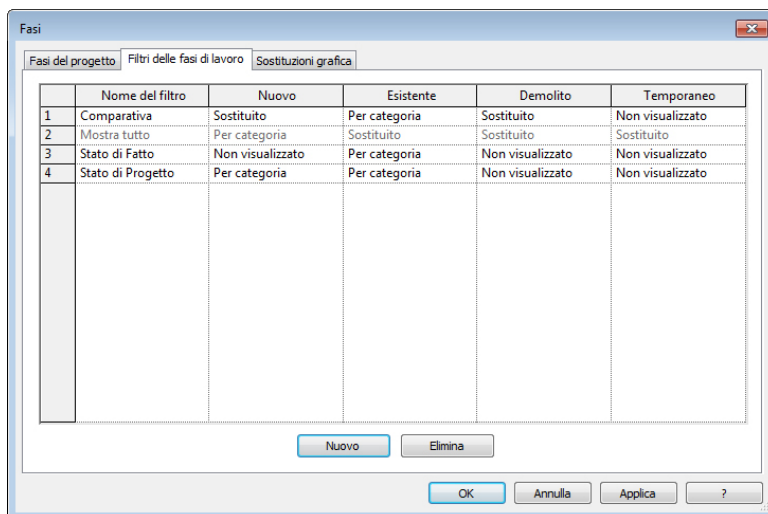 Fasi
Fasi del progetto Filtri delle fasi di lavoro Sostituzioni grafica
Nome del filtro Nuovo Esistente Demolito Temporaneo
1 Comparativa Sostituito Per categoria Sostituito Non visualizzato
2 Mostra tutto Per categoria Sostituito Sostituito Sostituito
3 Stato di Fatto Non visualizzato Per categoria Non visualizzato Non visualizzato
4 Stato di Progetto Per categoria Per categoria Non visualizzato Non visualizzato
Nuovo Elimina
OK Annulla Applica ?